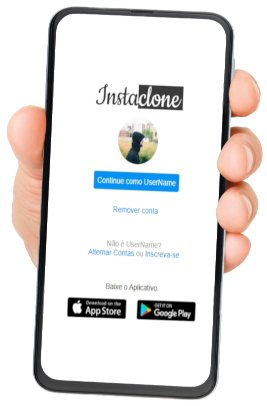 Instaclone
Continue como UserName
Remover conta
Não é UserName?
Alternar Contas ou Inscreva-se
Baixe o Aplicativo.
Download on the
App Store
GET IT ON
Google Play